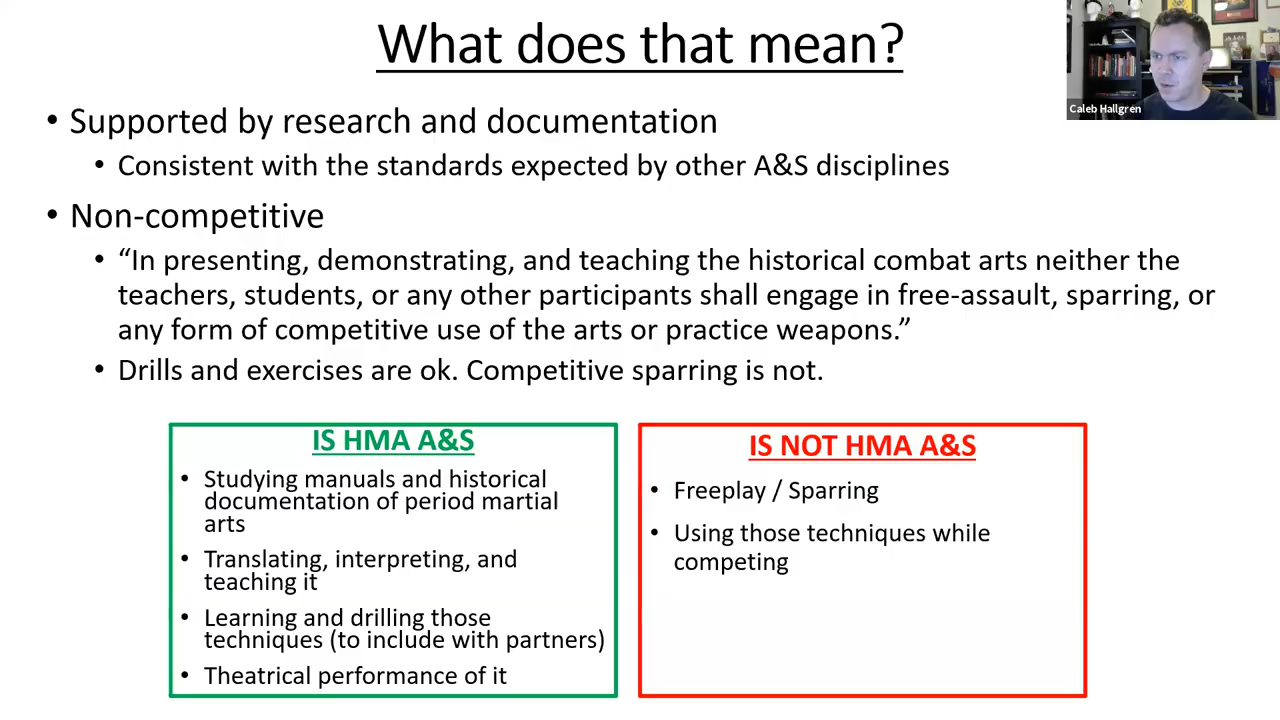 What does that mean?
Caleb Hallgren
• Supported by research and documentation
• Consistent with the standards expected by other A&S disciplines
• Non-competitive
• “In presenting, demonstrating, and teaching the historical combat arts neither the
teachers, students, or any other participants shall engage in free-assault, sparring, or
any form of competitive use of the arts or practice weapons.”
• Drills and exercises are ok. Competitive sparring is not.
IS HMA A&S
• Studying manuals and historical
documentation of period martial
arts
• Translating, interpreting, and
teaching it
• Learning and drilling those
techniques (to include with partners)
• Theatrical performance of it
IS NOT HMA A&S
• Freeplay / Sparring
• Using those techniques while
competing